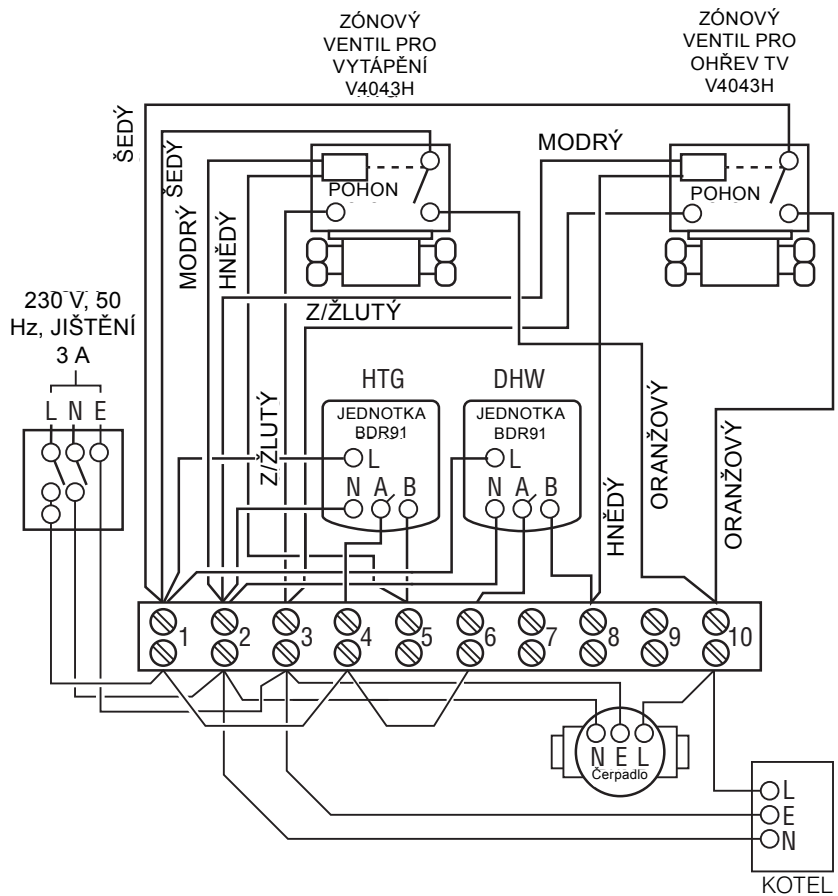 ZÓNOVÝ
VENTIL PRO
VYTÁPĚNÍ
V4043H
ZÓNOVÝ
VENTIL PRO
OHŘEV TV
V4043H
ŠEDÝ
ŠEDÝ
MODRÝ
HNĚDÝ
MODRÝ
POHON
POHON
Z/ŽLUTÝ
230 V, 50
Hz, JIŠTĚNÍ
3 A
L N E
HTG
JEDNOTKA
BDR91
L
N A B
DHW
JEDNOTKA
BDR91
L
N A B
Z/ŽLUTÝ
HNĚDÝ
ORANŽOVÝ
ORANŽOVÝ
1 2 3 4 5 6 7 8 9 10
N E L
Čerpadlo
L
E
N
KOTEL